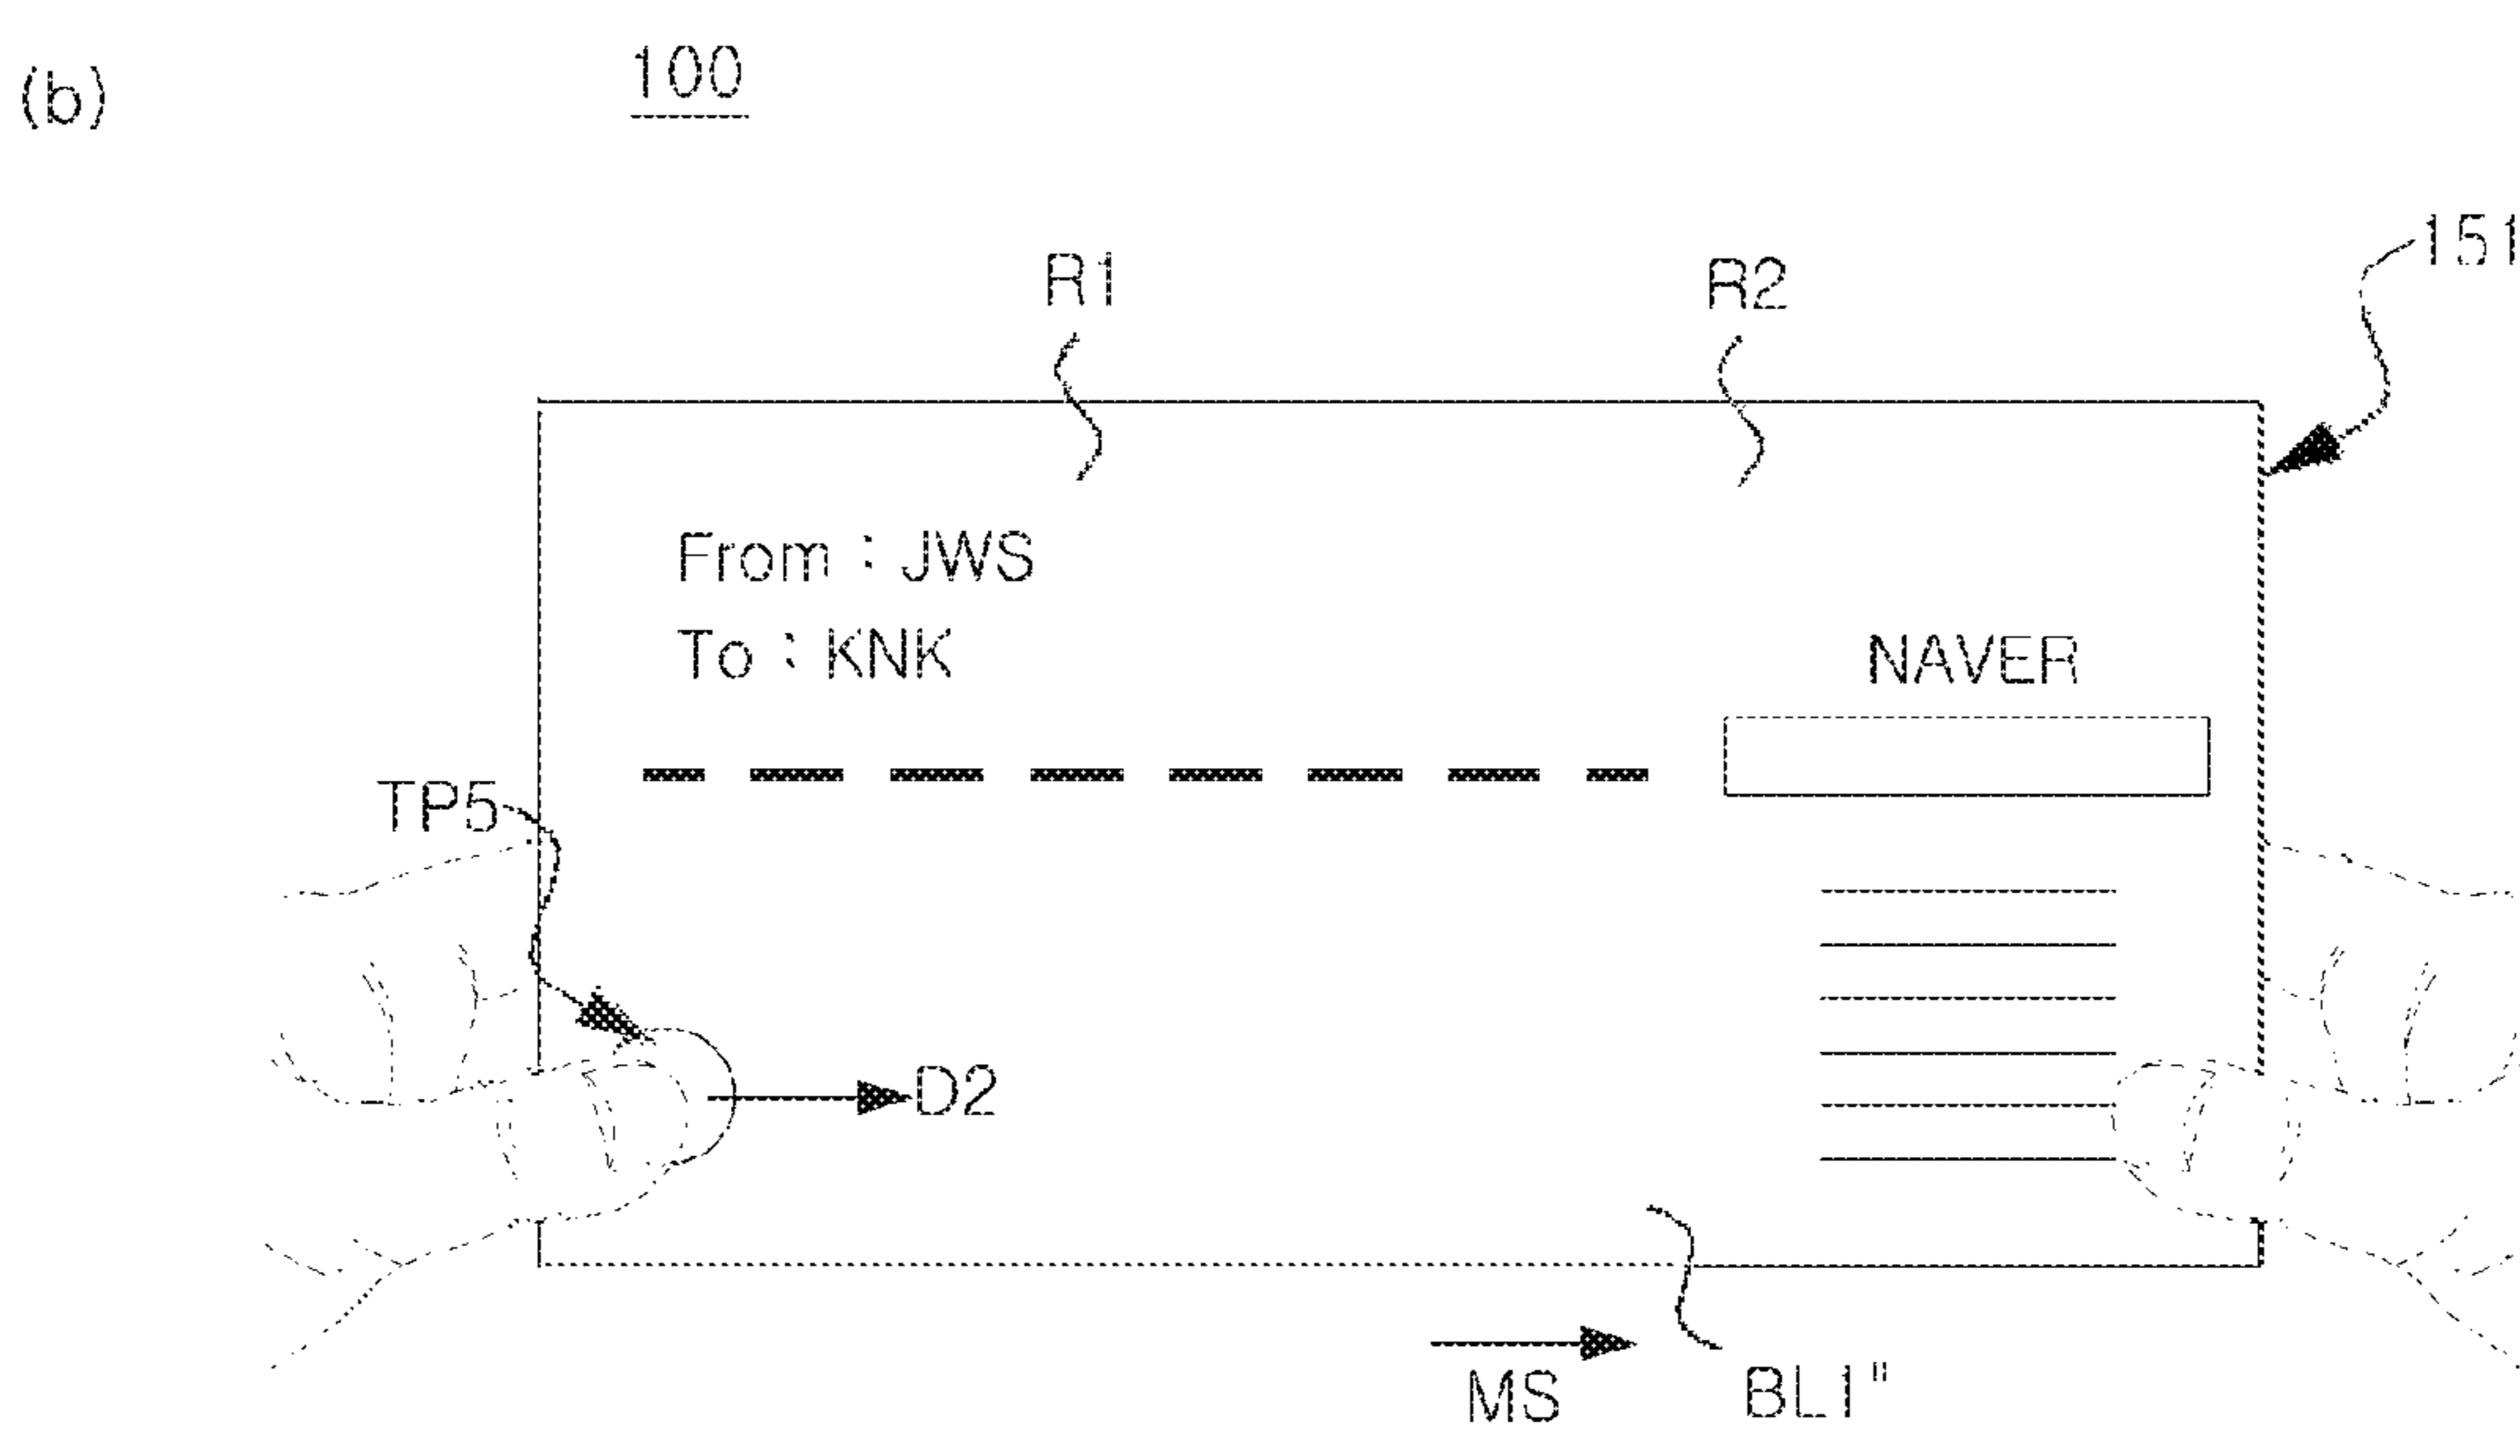 (b)
100
151
R1
R2
From : JWS
To : KNK
NAVER
TP5
D2
MS
BL1"